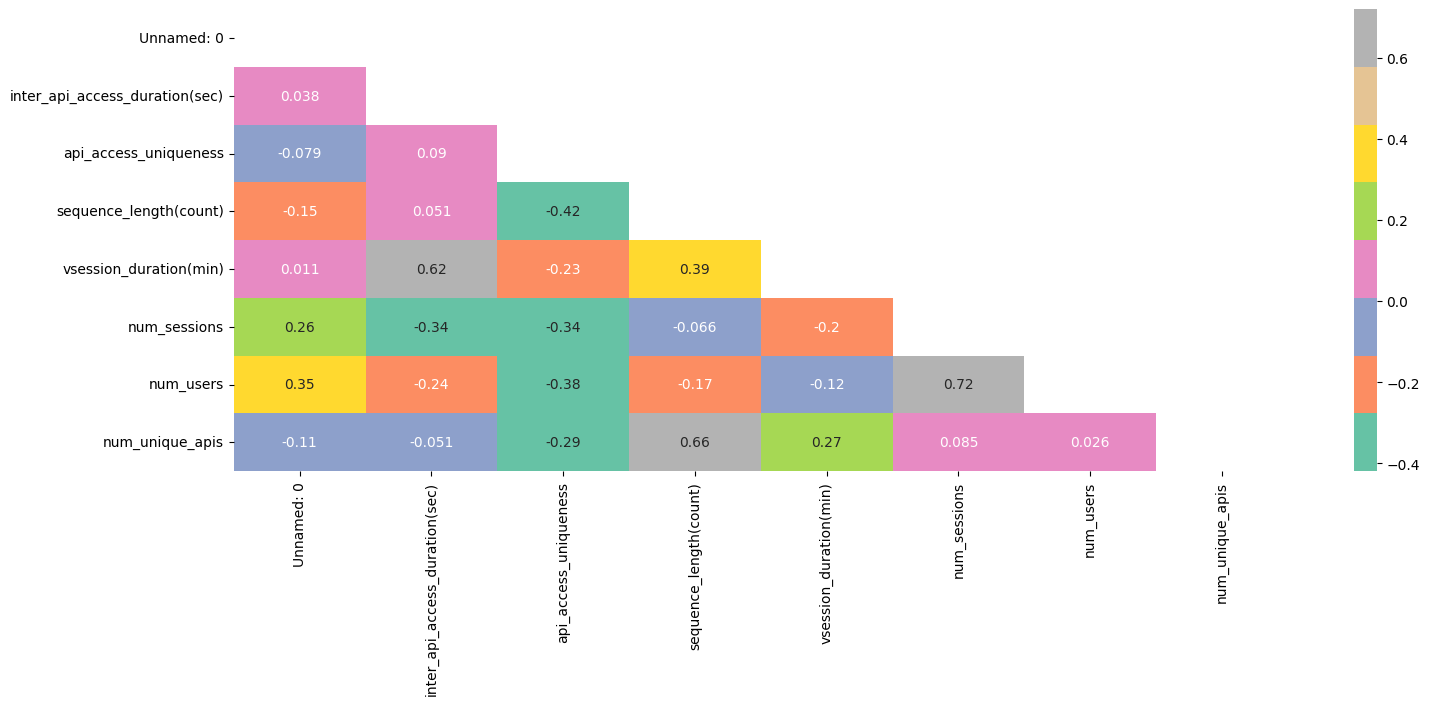 Unnamed: 0
inter_api_access_duration(sec) 0.038
api_access_uniqueness -0.079 0.09
sequence_length(count) -0.15 0.051 -0.42
vsession_duration(min) 0.011 0.62 -0.23 0.39
num_sessions 0.26 -0.34 -0.34 -0.066 -0.2
num_users 0.35 -0.24 -0.38 -0.17 -0.12 0.72
num_unique_apis -0.11 -0.051 -0.29 0.66 0.27 0.085 0.026
Unnamed: 0
inter_api_access_duration(sec)
api_access_uniqueness
sequence_length(count)
vsession_duration(min)
num_sessions
num_users
num_unique_apis
0.6
0.4
0.2
0.0
−0.2
−0.4